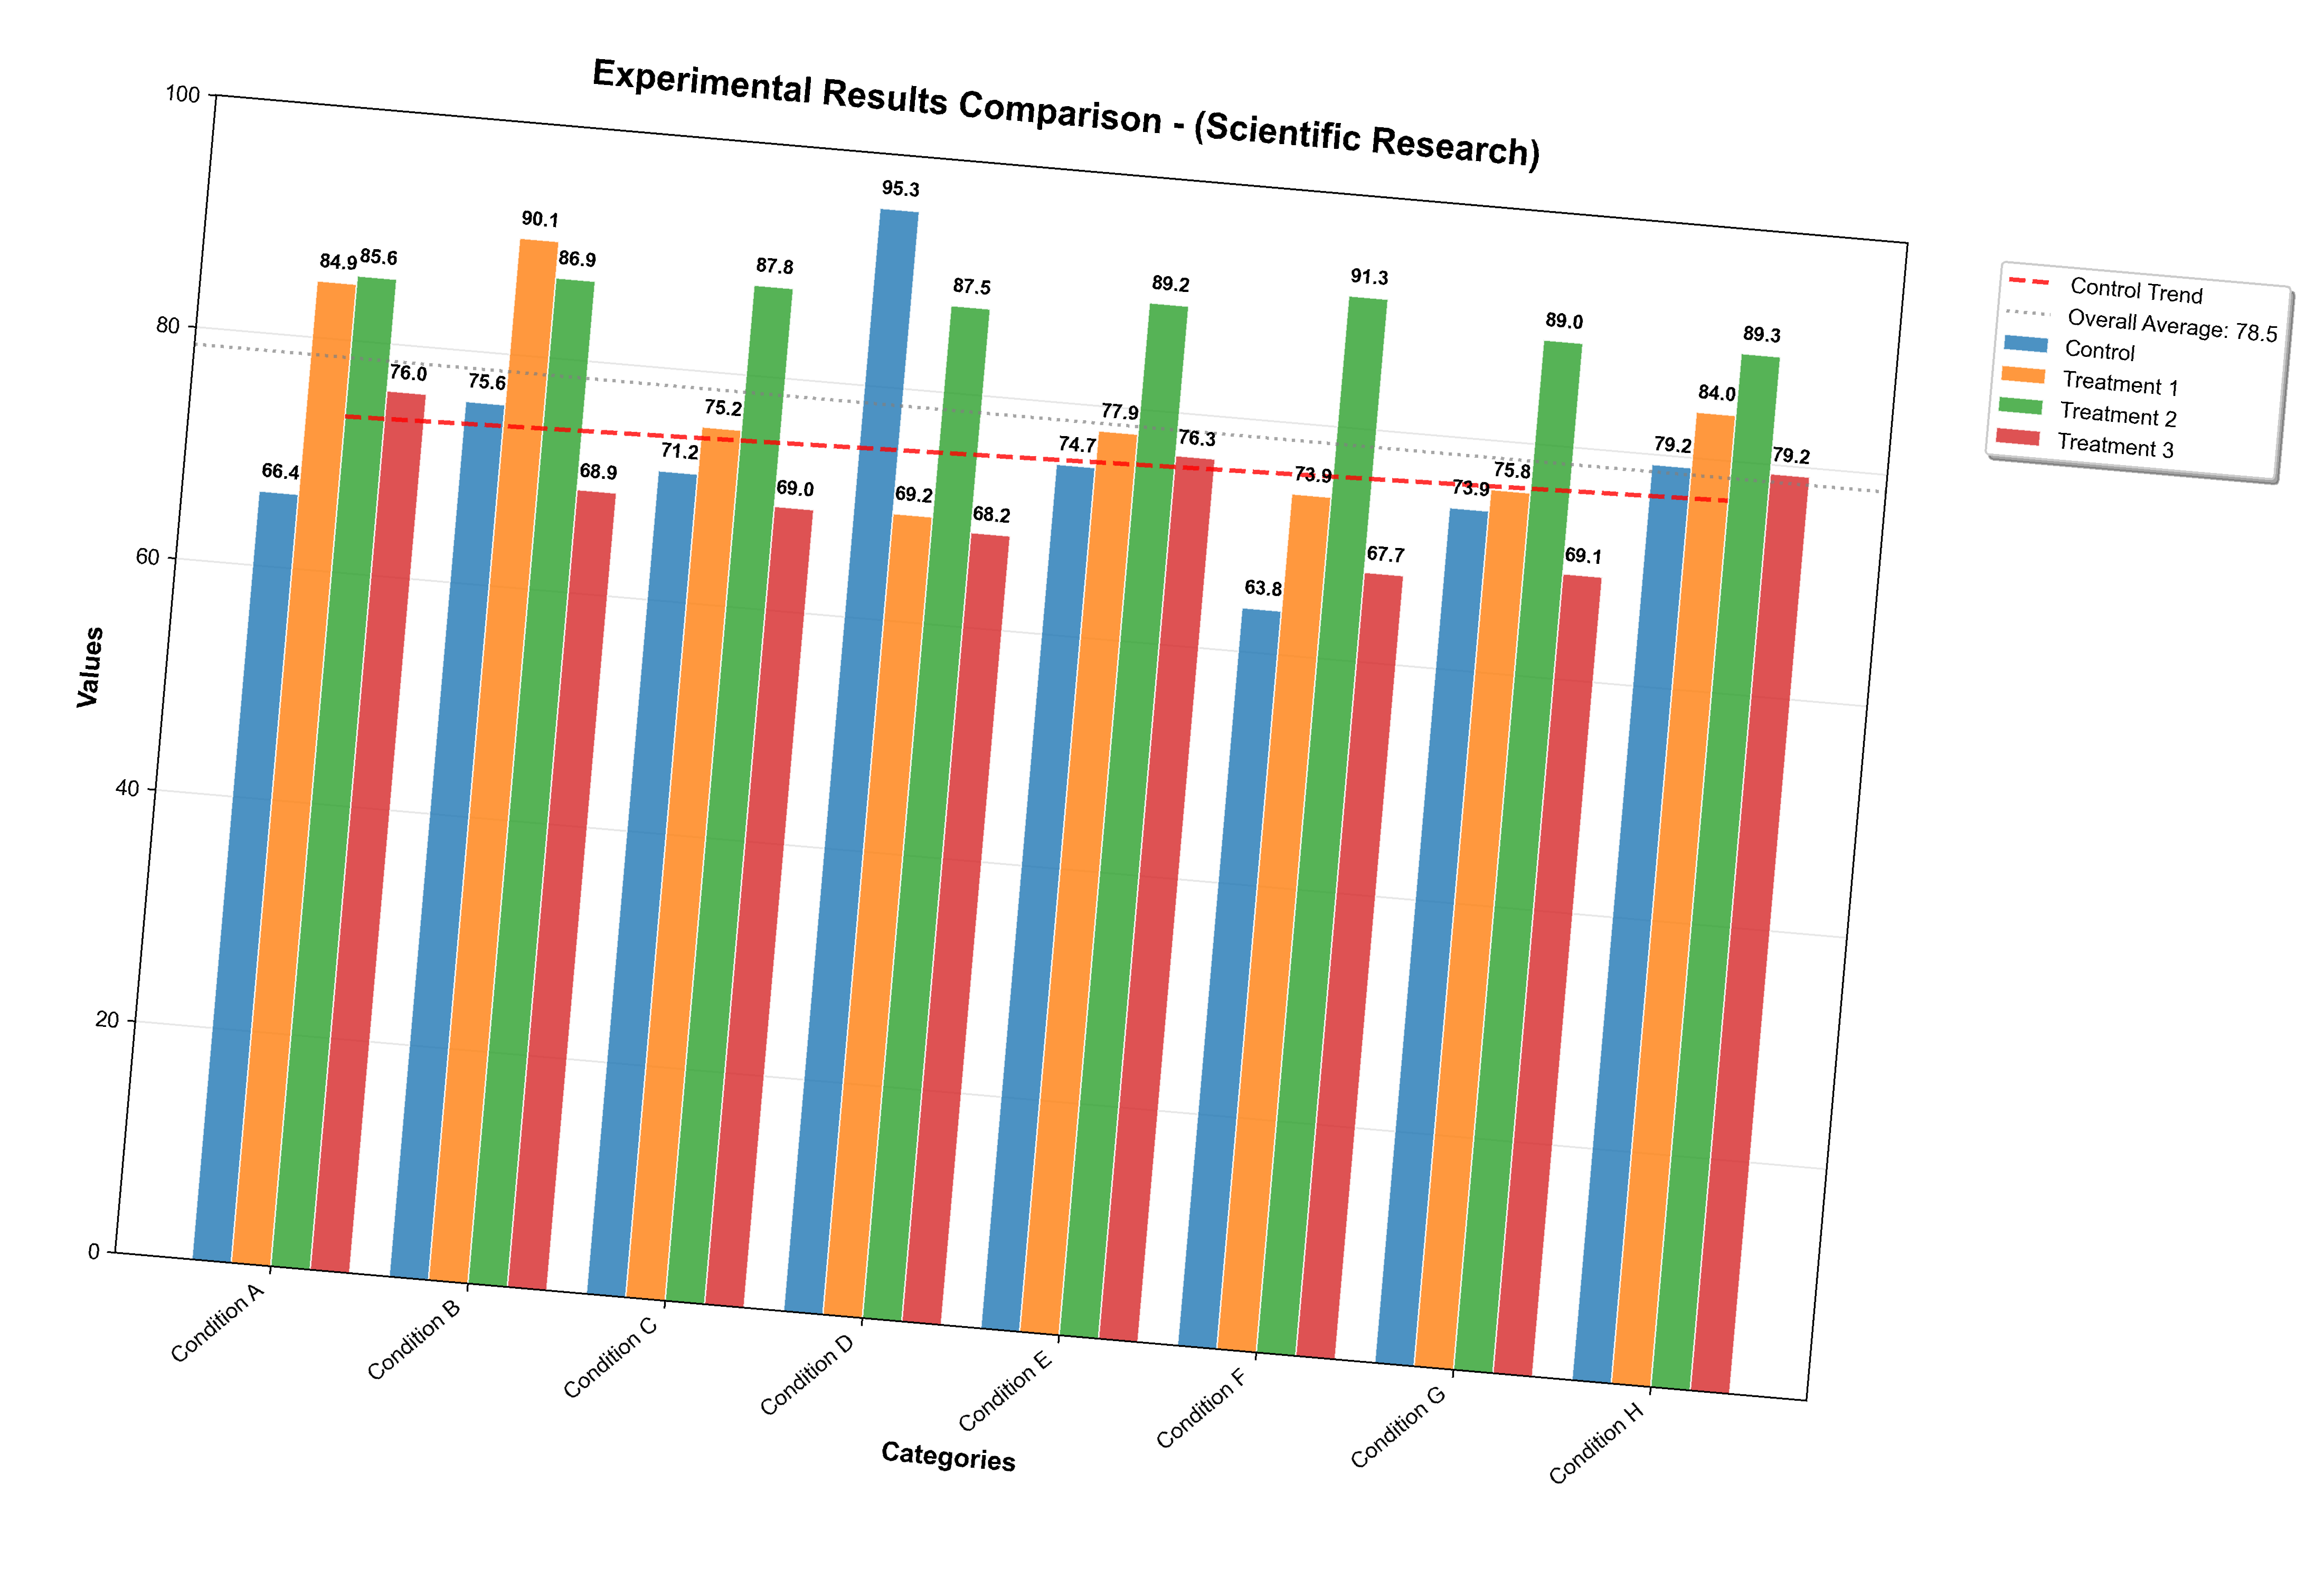 Experimental Results Comparison - (Scientific Research)
Values
100
80
60
40
20
0
66.4
84.9
85.6
76.0
75.6
90.1
86.9
68.9
71.2
75.2
87.8
69.0
95.3
69.2
87.5
68.2
74.7
77.9
89.2
76.3
63.8
73.9
91.3
67.7
73.9
75.8
89.0
69.1
79.2
84.0
89.3
79.2
Condition A
Condition B
Condition C
Condition D
Condition E
Condition F
Condition G
Condition H
Categories
Control Trend
Overall Average: 78.5
Control
Treatment 1
Treatment 2
Treatment 3